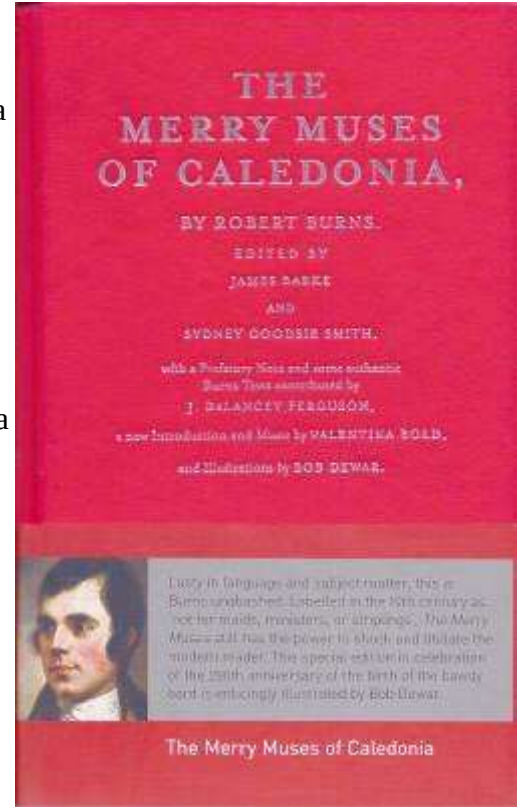 a
a
THE
MERRY MUSES
OF CALEDONIA,
BY ROBERT BURNS.
EDITED BY
JAMES BARKE
AND
SYDNEY GOODSIR SMITH,
with a Prefatory Note and some authentic
Burns Texts contributed by
J. DeLANCEY FERGUSON,
a new Introduction and Music by VALENTINA BOLD,
and Illustrations by BOB DEWAR.
Lusty in language and subject matter, this is
Burns unabashed. Labelled in the 19th century as
'not for maids, ministers, or striplings', The Merry
Muses still has the power to shock and titillate the
modern reader. This special edition in celebration
of the 250th anniversary of the birth of the bawdy
bard is enticingly illustrated by Bob Dewar.
The Merry Muses of Caledonia